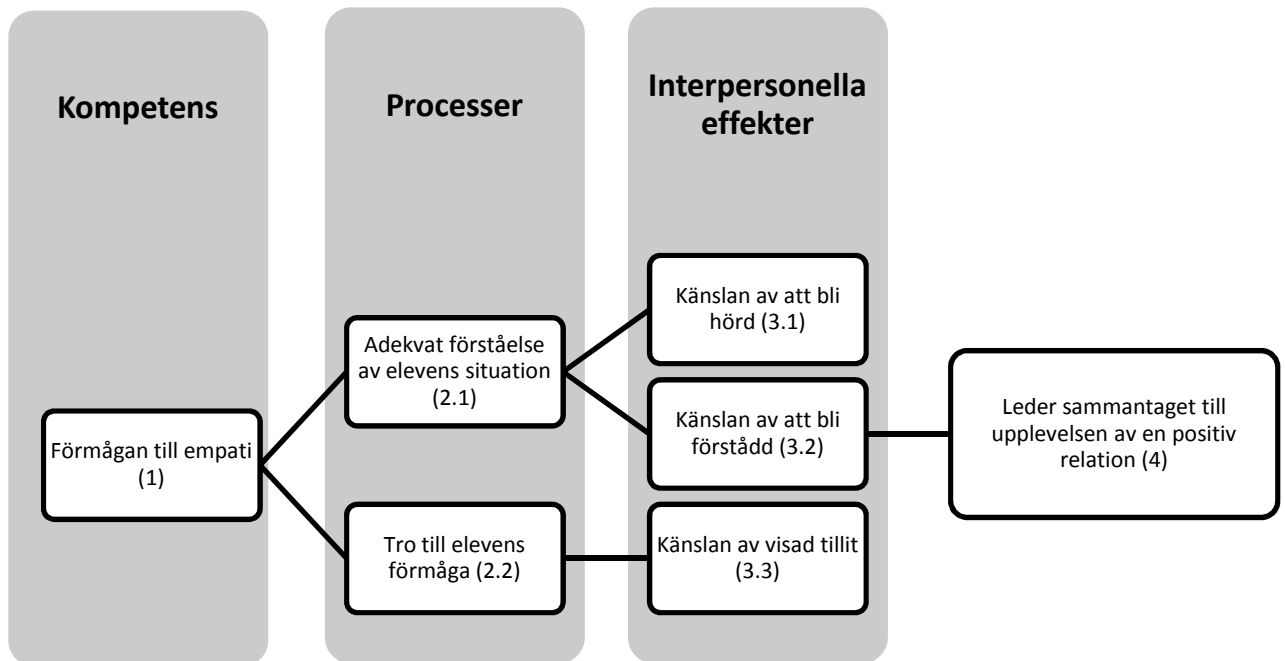 Kompetens
Processer
Interpersonella
effekter
Förmågan till empati
(1)
Adekvat förståelse
av elevens situation
(2.1)
Tro till elevens
förmåga (2.2)
Känslan av att bli
hörd (3.1)
Känslan av att bli
förstådd (3.2)
Känslan av visad tillit
(3.3)
Leder sammantaget till
upplevelsen av en positiv
relation (4)